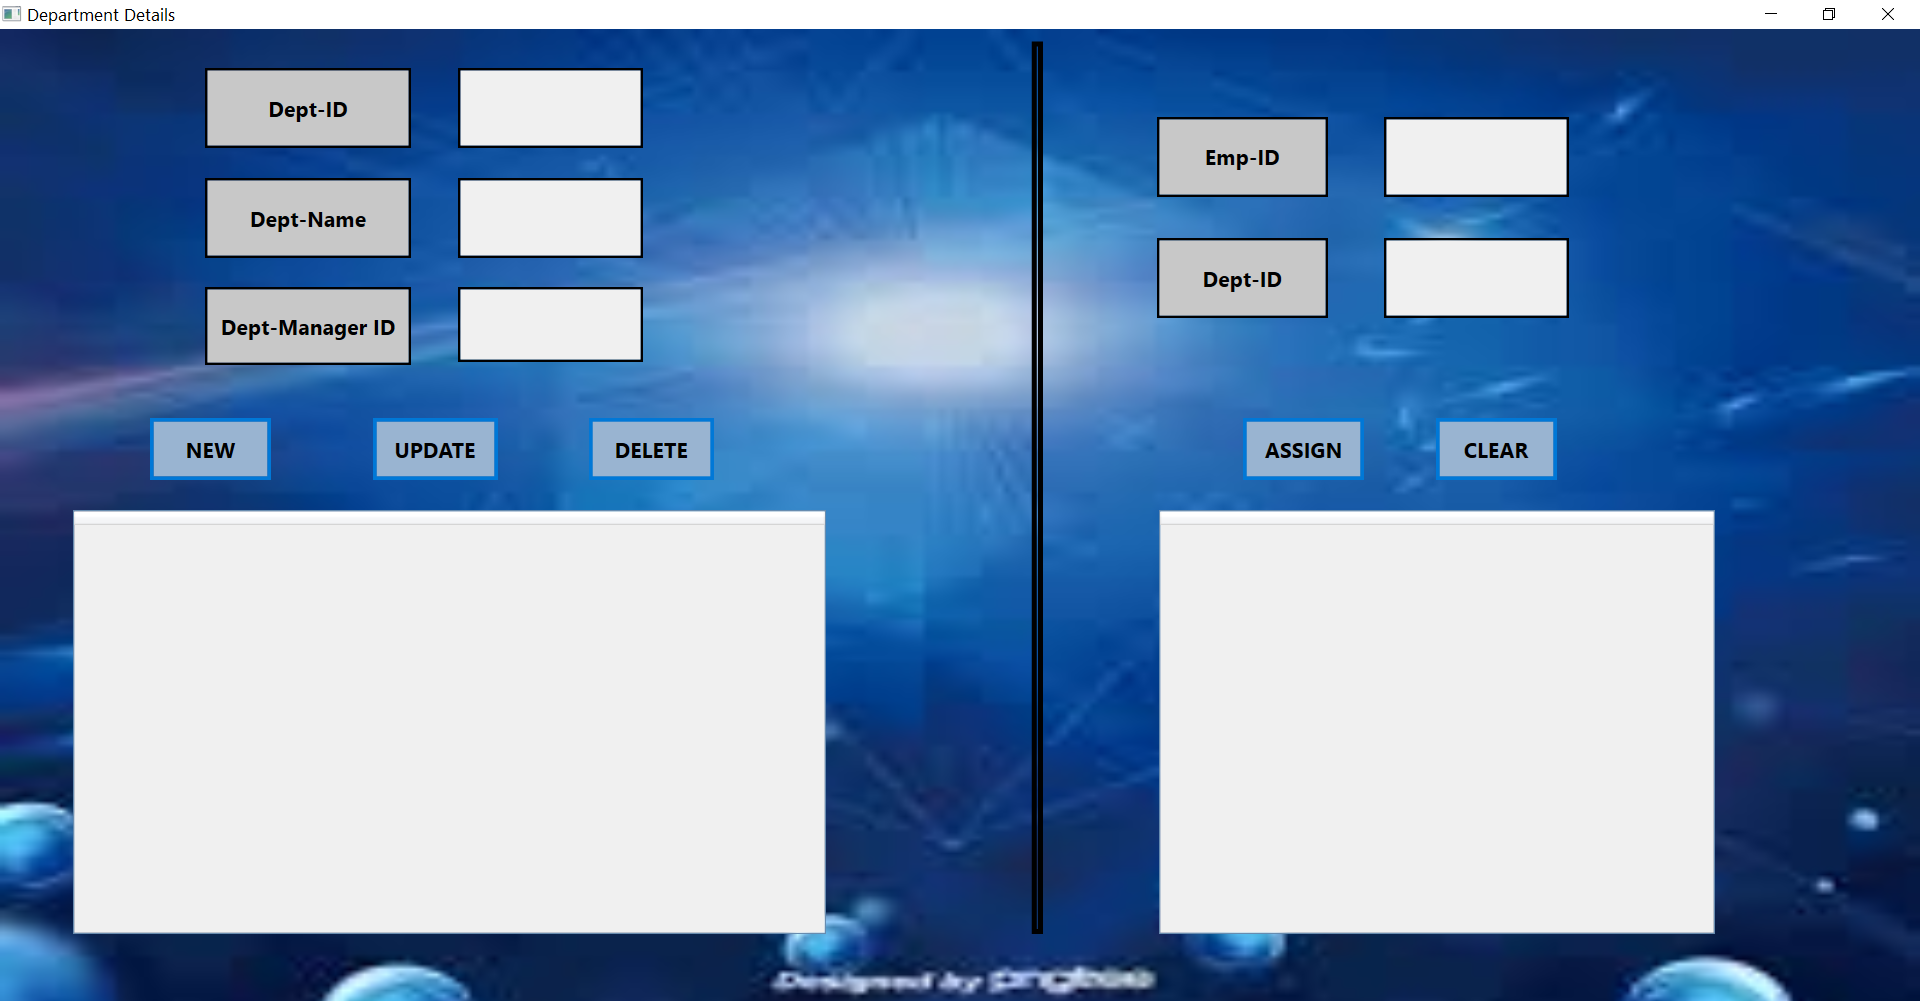 Department Details
Dept-ID
Dept-Name
Dept-Manager ID
NEW UPDATE DELETE
Emp-ID
Dept-ID
ASSIGN CLEAR
Designed by pngtree